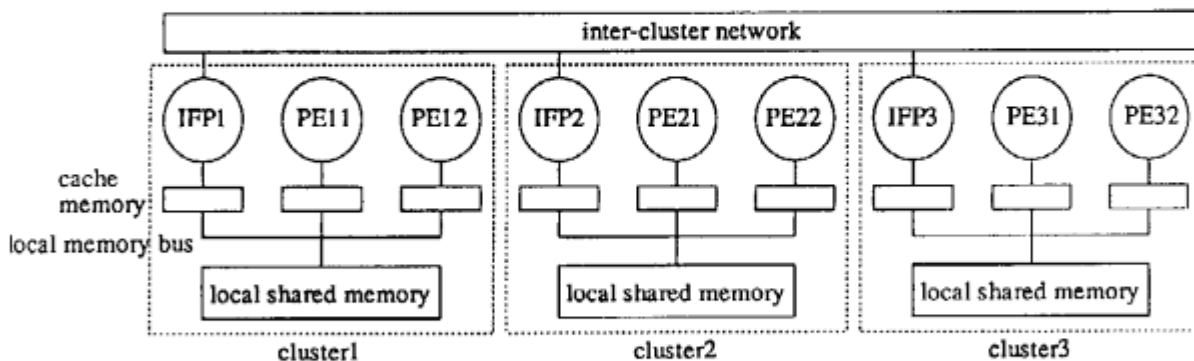 inter-cluster network
IFP1 PE11 PE12 IFP2 PE21 PE22 IFP3 PE31 PE32
cache
memory
local memory bus
local shared memory local shared memory local shared memory
cluster1 cluster2 cluster3